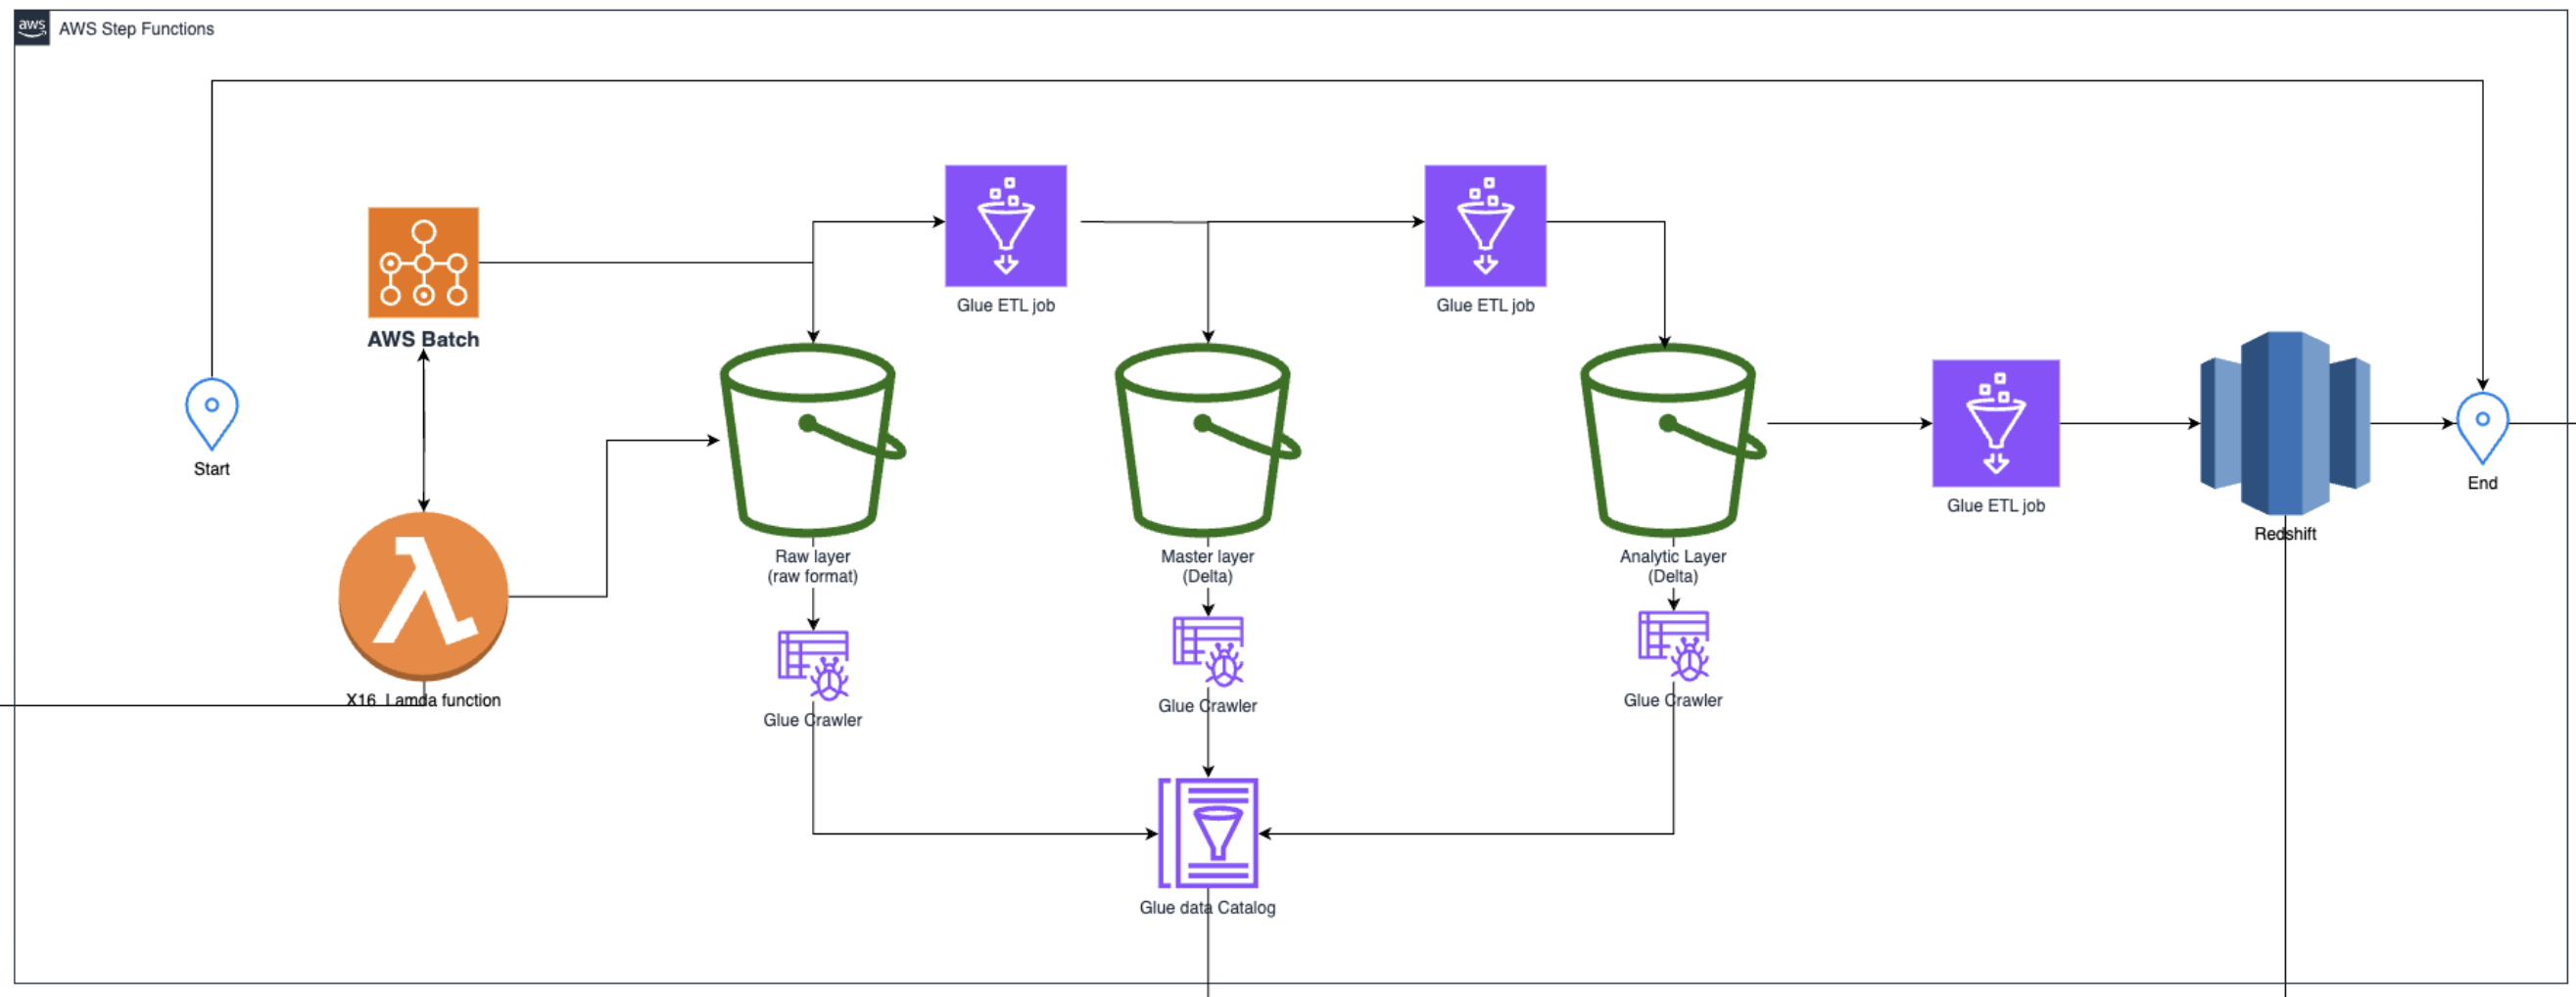 aws
AWS Step Functions
Glue ETL job
Glue ETL job
AWS Batch
Start
End
Glue ETL job
Redshift
Raw layer
(raw format)
Master layer
(Delta)
Analytic Layer
(Delta)
X16 Lamda function
Glue Crawler
Glue Crawler
Glue Crawler
Glue data Catalog